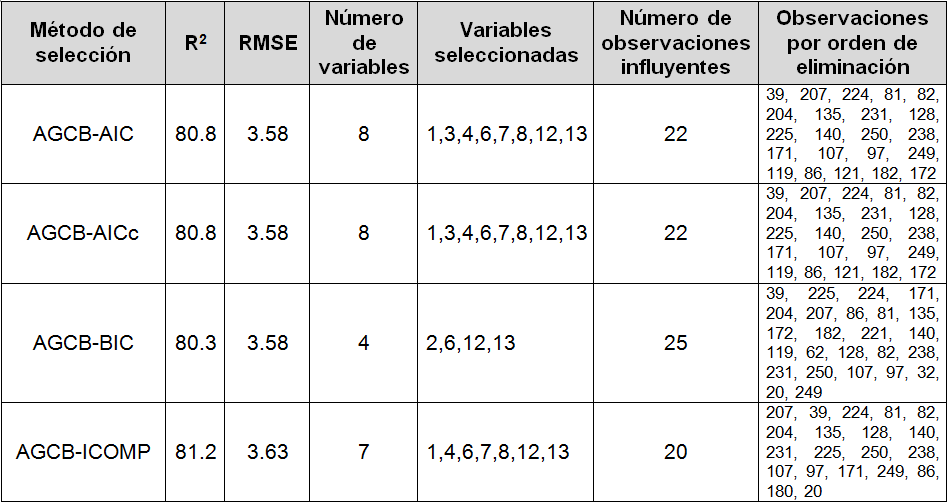 Método de selección
R²
RMSE
Número de variables
Variables seleccionadas
Número de observaciones influyentes
Observaciones por orden de eliminación
AGCB-AIC
80.8
3.58
8
1,3,4,6,7,8,12,13
22
39, 207, 224, 81, 82,
204, 135, 231, 128,
225, 140, 250, 238,
171, 107, 97, 249,
119, 86, 121, 182, 172
AGCB-AICc
80.8
3.58
8
1,3,4,6,7,8,12,13
22
39, 207, 224, 81, 82,
204, 135, 231, 128,
225, 140, 250, 238,
171, 107, 97, 249,
119, 86, 121, 182, 172
AGCB-BIC
80.3
3.58
4
2,6,12,13
25
39, 225, 224, 171,
204, 207, 86, 81, 135,
172, 182, 221, 140,
119, 62, 128, 82, 238,
231, 250, 107, 97, 32,
20, 249
AGCB-ICOMP
81.2
3.63
7
1,4,6,7,8,12,13
20
207, 39, 224, 81, 82,
204, 135, 128, 140,
231, 225, 250, 238,
107, 97, 171, 249, 86,
180, 20